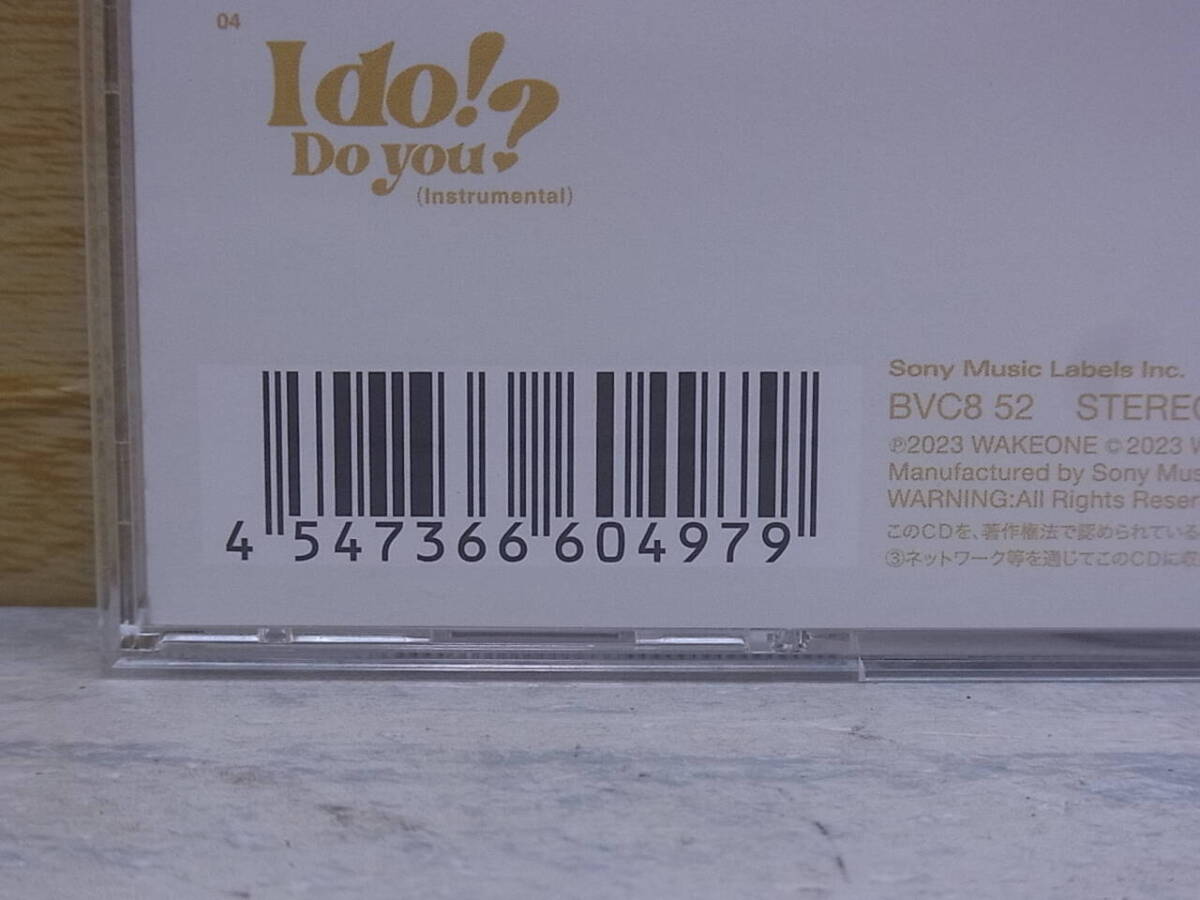 04
I do!?
Do you
(Instrumental)
4 547366 604979
Sony Music Labels Inc.
BVC8 52 STEREO
℗2023 WAKEONE ©2023 W
Manufactured by Sony Mus
WARNING:All Rights Reser
このCDを、著作権法で認められている
③ネットワーク等を通じてこのCDに収